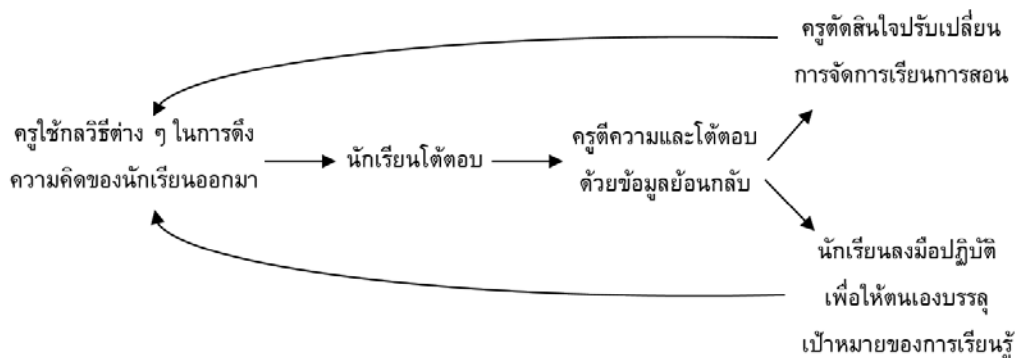 ครูตัดสินใจปรับเปลี่ยน
การจัดการเรียนการสอน
ครูใช้กลวิธีต่าง ๆ ในการดึง
ความคิดของนักเรียนออกมา
นักเรียนโต้ตอบ
ครูตีความและโต้ตอบ
ด้วยข้อมูลย้อนกลับ
นักเรียนลงมือปฏิบัติ
เพื่อให้ตนเองบรรลุ
เป้าหมายของการเรียนรู้